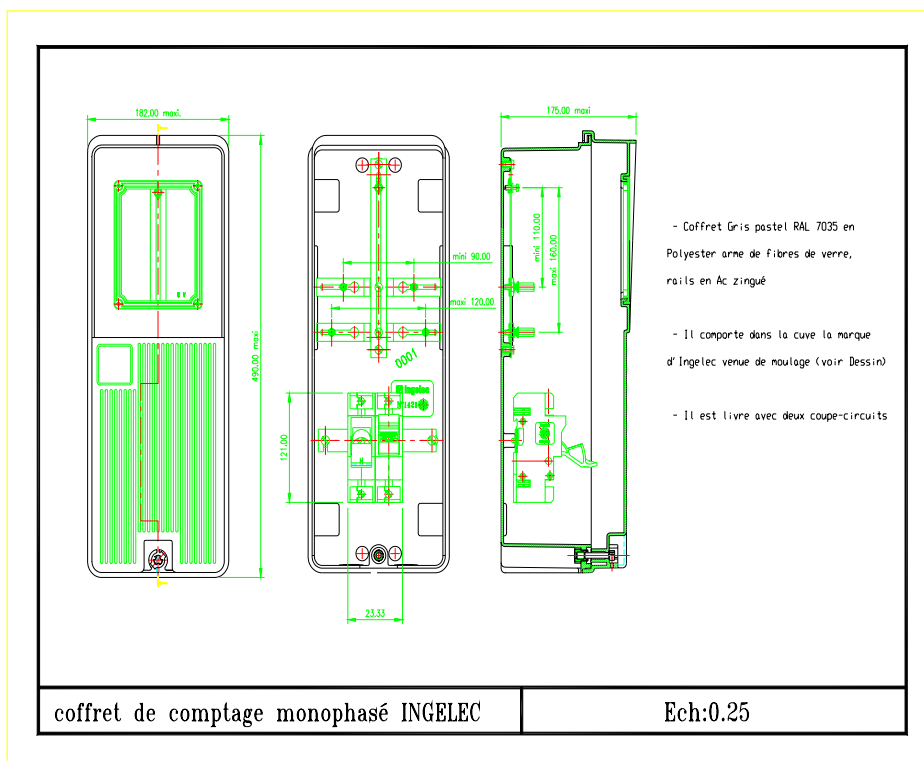 182.00 maxi.
175.00 maxi
490.00 maxi
mini 90.00
maxi 120.00
mini 110.00
maxi 160.00
0001
Ingelec
121.00
23.33
- Coffret Gris pastel RAL 7035 en
Polyester arme de fibres de verre,
rails en Ac zingué
- Il comporte dans la cuve la marque
d'Ingelec venue de moulage (voir Dessin)
- Il est livre avec deux coupe-circuits
coffret de comptage monophasé INGELEC
Ech:0.25